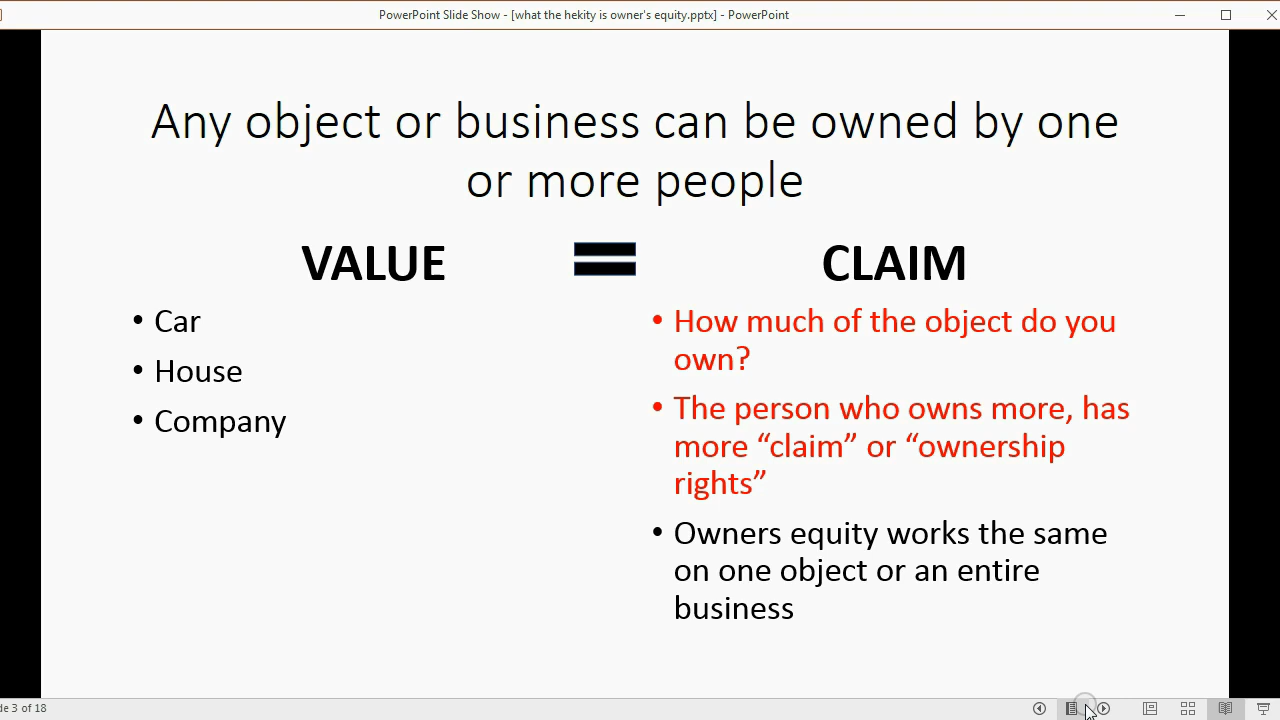 PowerPoint Slide Show - [what the hekity is owner's equity.pptx] - PowerPoint
Any object or business can be owned by one
or more people
VALUE = CLAIM
• Car
• House
• Company
• How much of the object do you
own?
• The person who owns more, has
more “claim” or “ownership
rights”
• Owners equity works the same
on one object or an entire
business
de 3 of 18